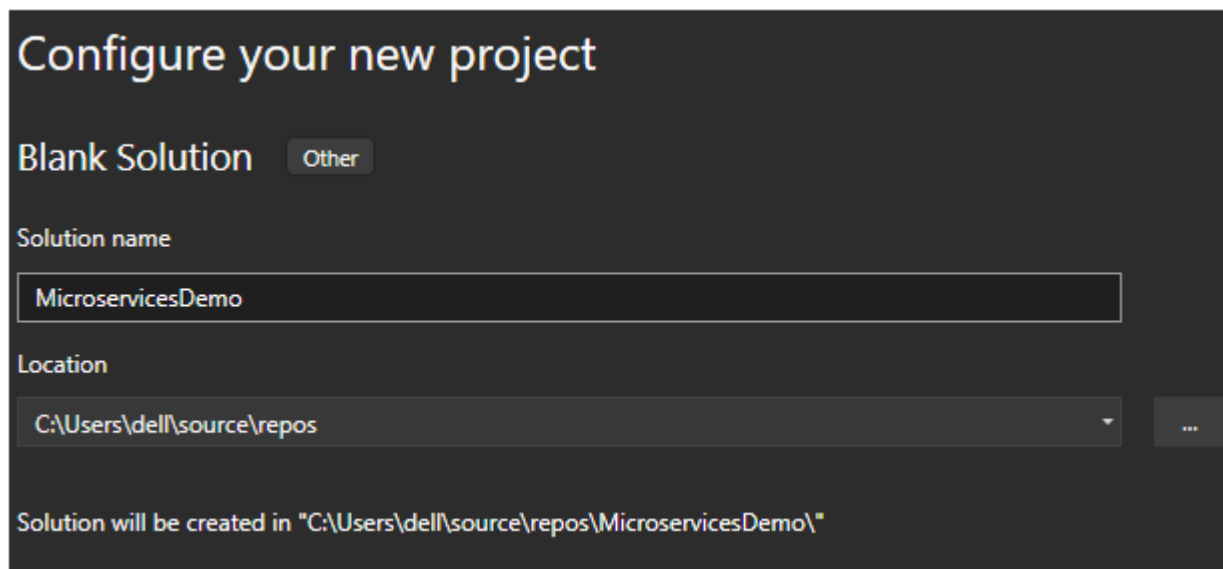 Configure your new project
Blank Solution Other
Solution name
MicroservicesDemo
Location
C:\Users\dell\source\repos
...
Solution will be created in "C:\Users\dell\source\repos\MicroservicesDemo\"